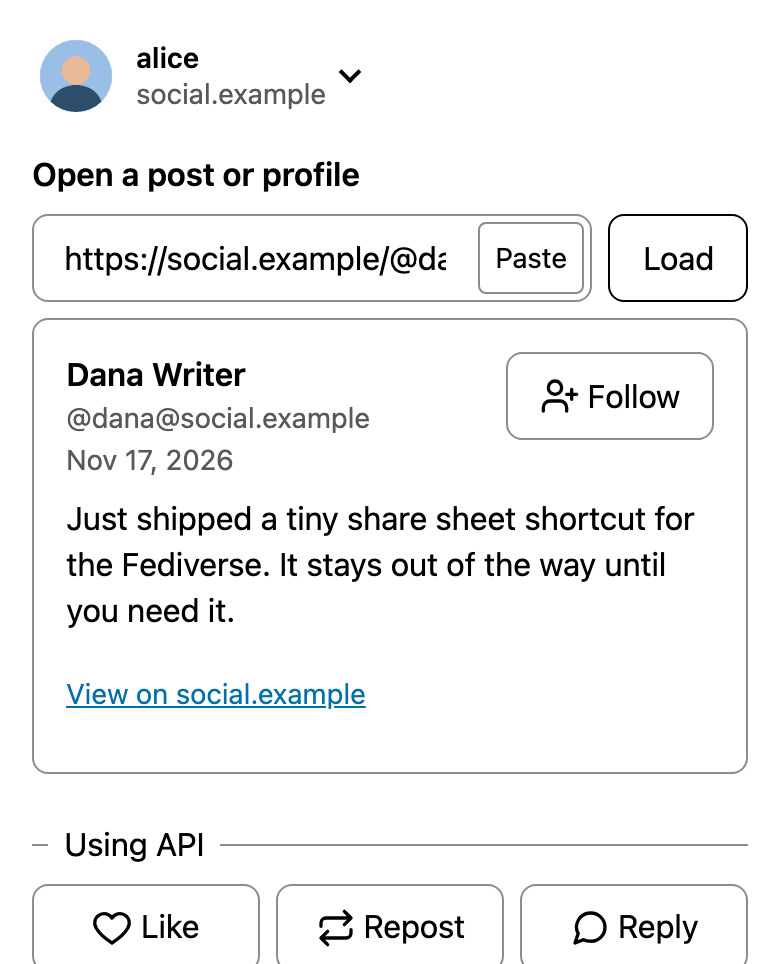 alice
social.example
Open a post or profile
https://social.example/@da
Paste
Load
Dana Writer
@dana@social.example
Nov 17, 2026
Follow
Just shipped a tiny share sheet shortcut for
the Fediverse. It stays out of the way until
you need it.
View on social.example
Using API
Like
Repost
Reply